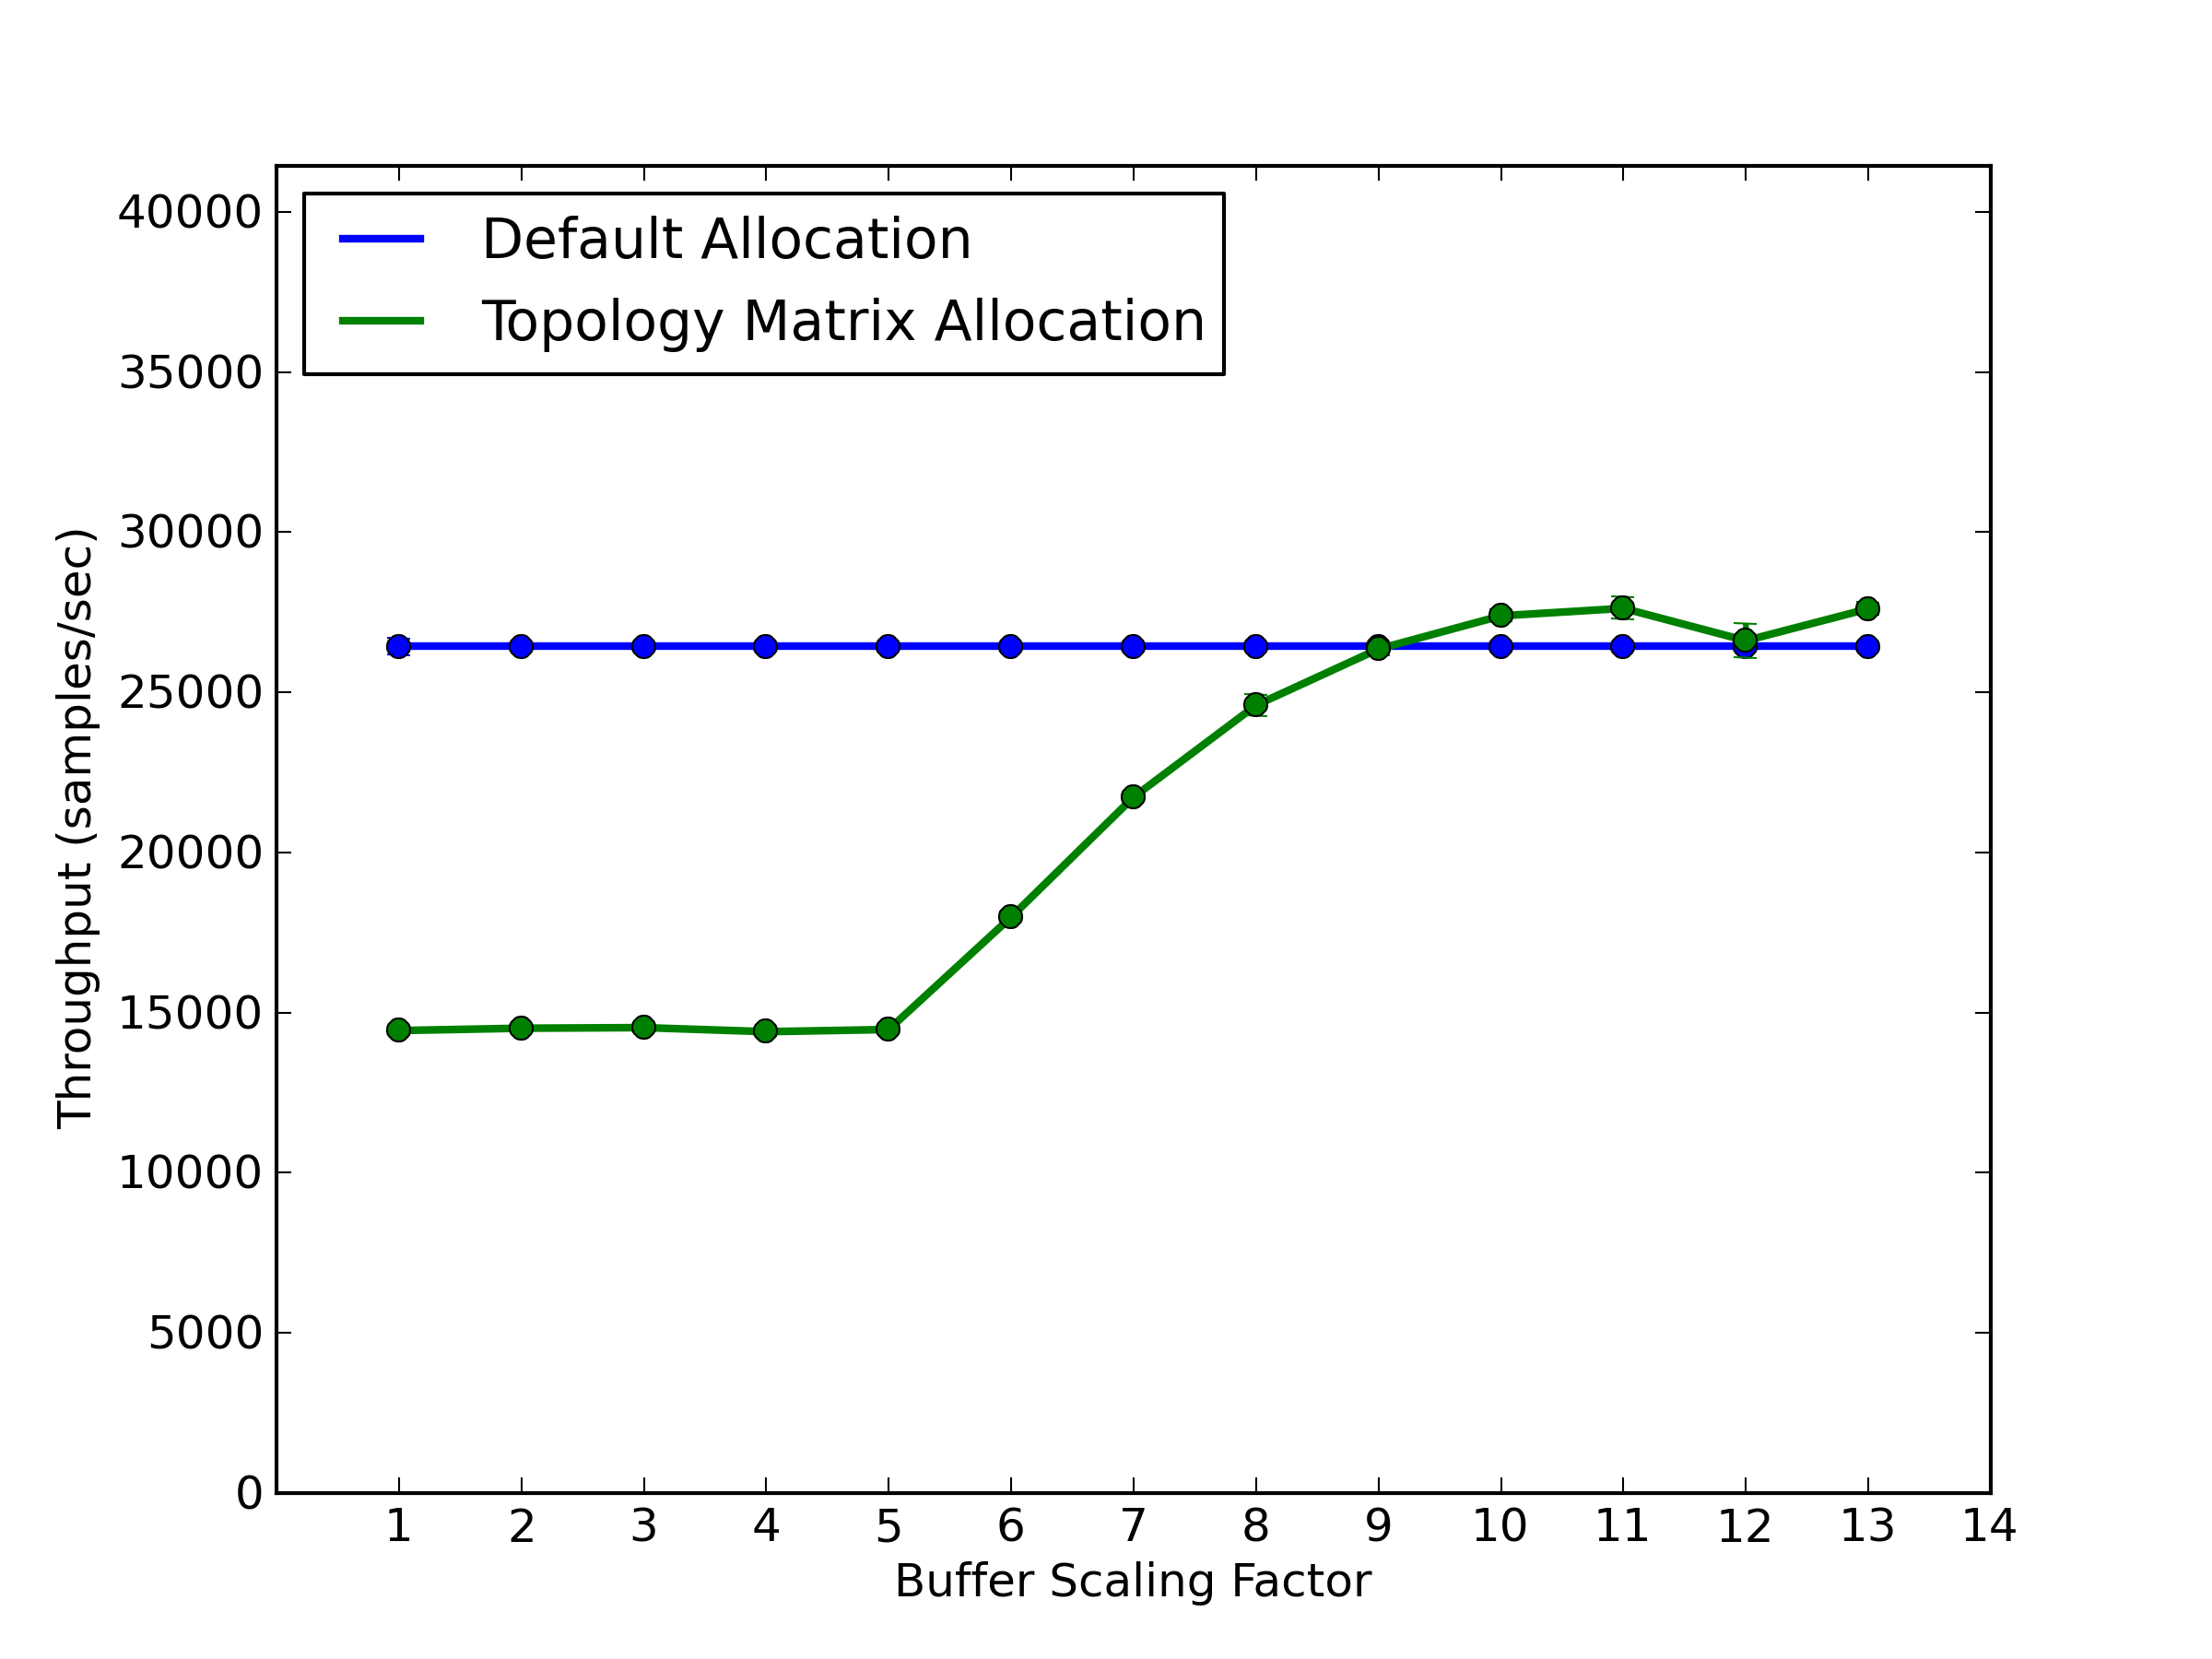 Default Allocation
Topology Matrix Allocation
40000
35000
30000
25000
20000
15000
10000
5000
0
Throughput (samples/sec)
1 2 3 4 5 6 7 8 9 10 11 12 13 14
Buffer Scaling Factor